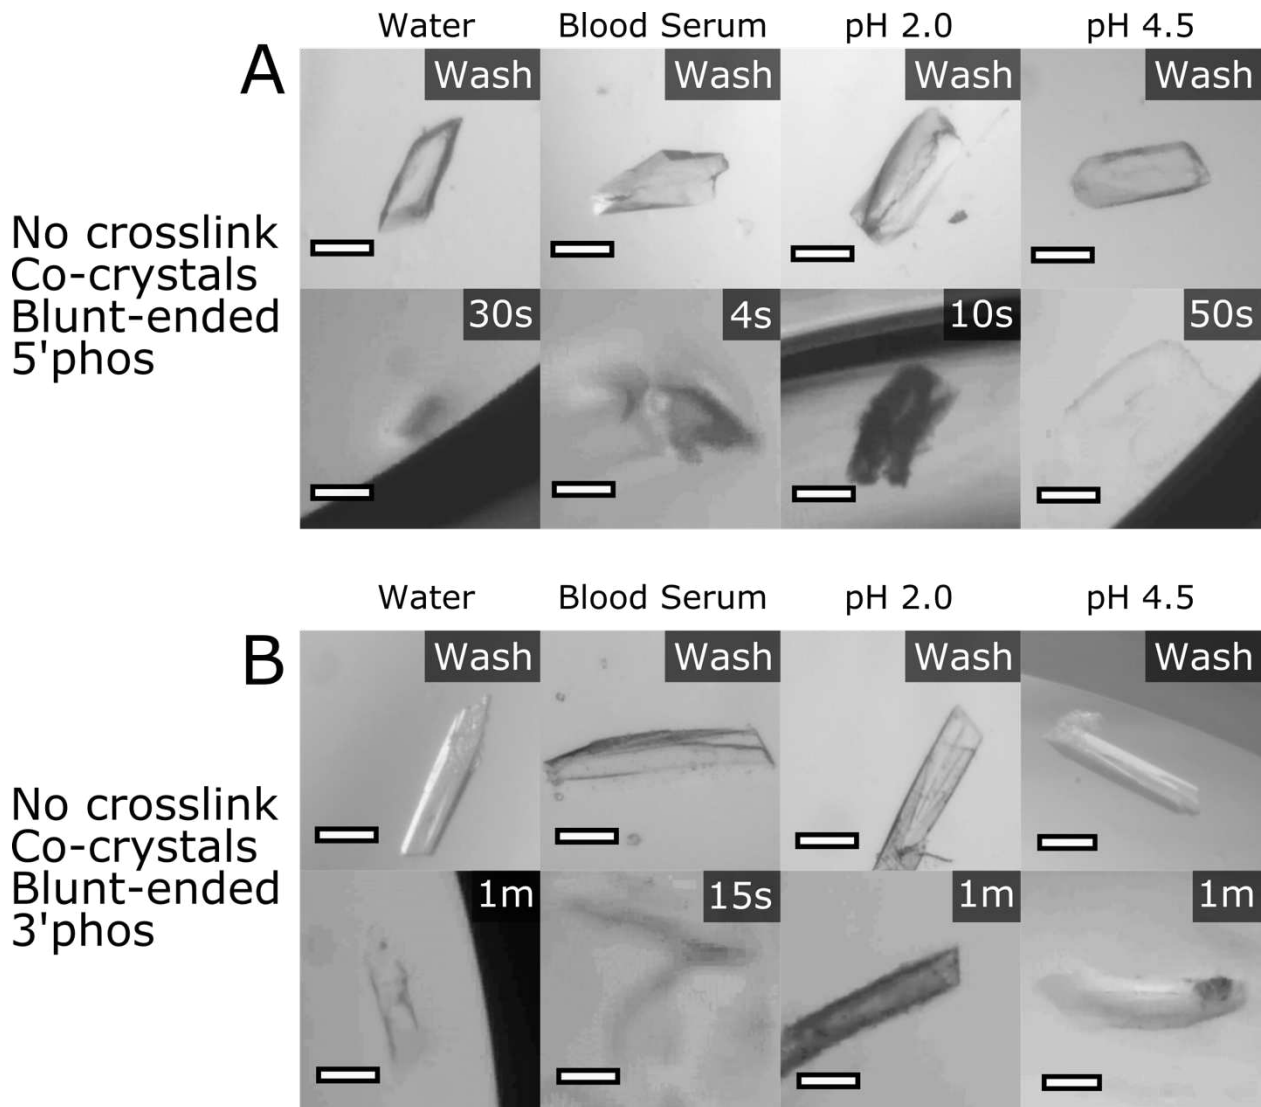 Water Blood Serum pH 2.0 pH 4.5
A
Wash Wash Wash Wash
No crosslink
Co-crystals
Blunt-ended
5'phos
30s 4s 10s 50s
Water Blood Serum pH 2.0 pH 4.5
B
Wash Wash Wash Wash
No crosslink
Co-crystals
Blunt-ended
3'phos
1m 15s 1m 1m